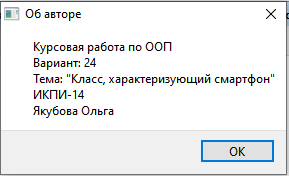 Об авторе
Курсовая работа по ООП
Вариант: 24
Тема: "Класс, характеризующий смартфон"
ИКПИ-14
Якубова Ольга
OK